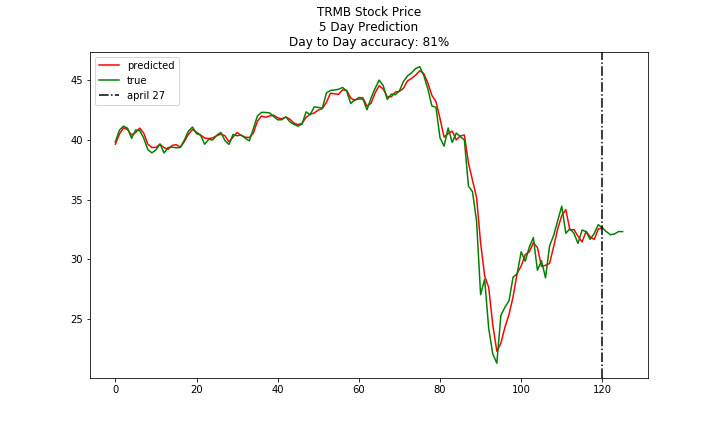 TRMB Stock Price
5 Day Prediction
Day to Day accuracy: 81%
predicted
true
april 27
45
40
35
30
25
0
20
40
60
80
100
120